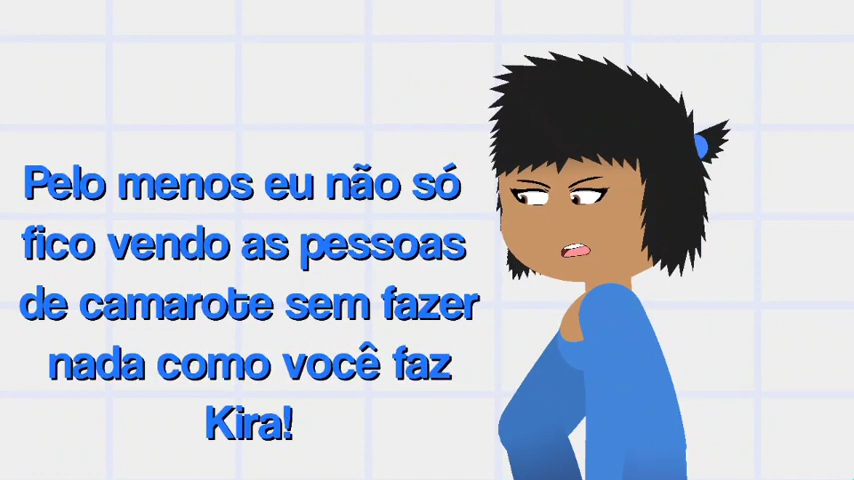 Pelo menos eu não só
fico vendo as pessoas
de camarote sem fazer
nada como você faz
Kira!